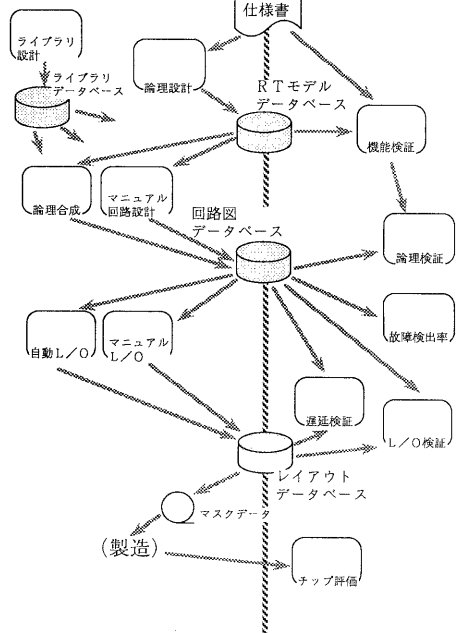 仕様書
ライブラリ
設計
ライブラリ
データベース
論理設計
RTモデル
データベース
機能検証
論理合成
マニュアル
回路設計
回路図
データベース
論理検証
故障検出率
自動L/O
マニュアル
L/O
遅延検証
L/O検証
レイアウト
データベース
マスクデータ
(製造)
チップ評価